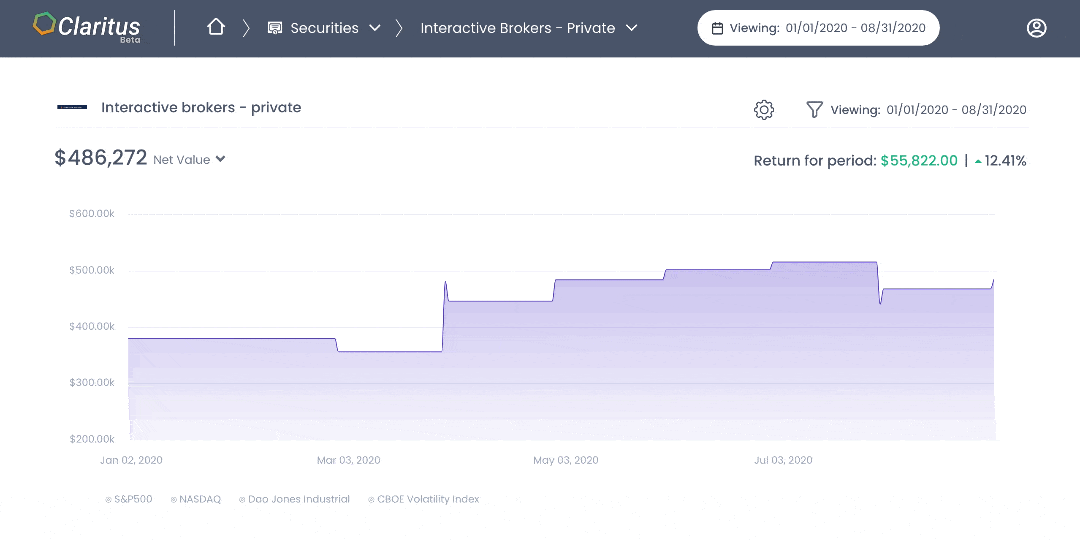 Claritus
Beta
Securities
Interactive Brokers - Private
Viewing: 01/01/2020 - 08/31/2020
Interactive brokers - private
Viewing: 01/01/2020 - 08/31/2020
$486,272 Net Value
Return for period: $55,822.00 | 12.41%
$600.00k
$500.00k
$400.00k
$300.00k
$200.00k
Jan 02, 2020
Mar 03, 2020
May 03, 2020
Jul 03, 2020
S&P500
NASDAQ
Dao Jones Industrial
CBOE Volatility Index